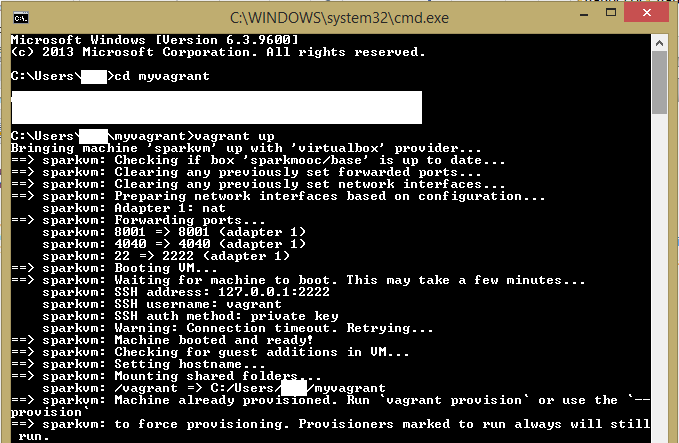 C:\WINDOWS\system32\cmd.exe
Microsoft Windows [Version 6.3.9600]
(c) 2013 Microsoft Corporation. All rights reserved.
C:\Users\    >cd myvagrant
C:\Users\    \myvagrant>vagrant up
Bringing machine 'sparkvm' up with 'virtualbox' provider...
==> sparkvm: Checking if box 'sparkmooc/base' is up to date...
==> sparkvm: Clearing any previously set forwarded ports...
==> sparkvm: Clearing any previously set network interfaces...
==> sparkvm: Preparing network interfaces based on configuration...
    sparkvm: Adapter 1: nat
==> sparkvm: Forwarding ports...
    sparkvm: 8001 => 8001 (adapter 1)
    sparkvm: 4040 => 4040 (adapter 1)
    sparkvm: 22 => 2222 (adapter 1)
==> sparkvm: Booting VM...
==> sparkvm: Waiting for machine to boot. This may take a few minutes...
    sparkvm: SSH address: 127.0.0.1:2222
    sparkvm: SSH username: vagrant
    sparkvm: SSH auth method: private key
    sparkvm: Warning: Connection timeout. Retrying...
==> sparkvm: Machine booted and ready!
==> sparkvm: Checking for guest additions in VM...
==> sparkvm: Setting hostname...
==> sparkvm: Mounting shared folders...
    sparkvm: /vagrant => C:/Users/    /myvagrant
==> sparkvm: Machine already provisioned. Run `vagrant provision` or use the `--
provision`
==> sparkvm: to force provisioning. Provisioners marked to run always will still
 run.